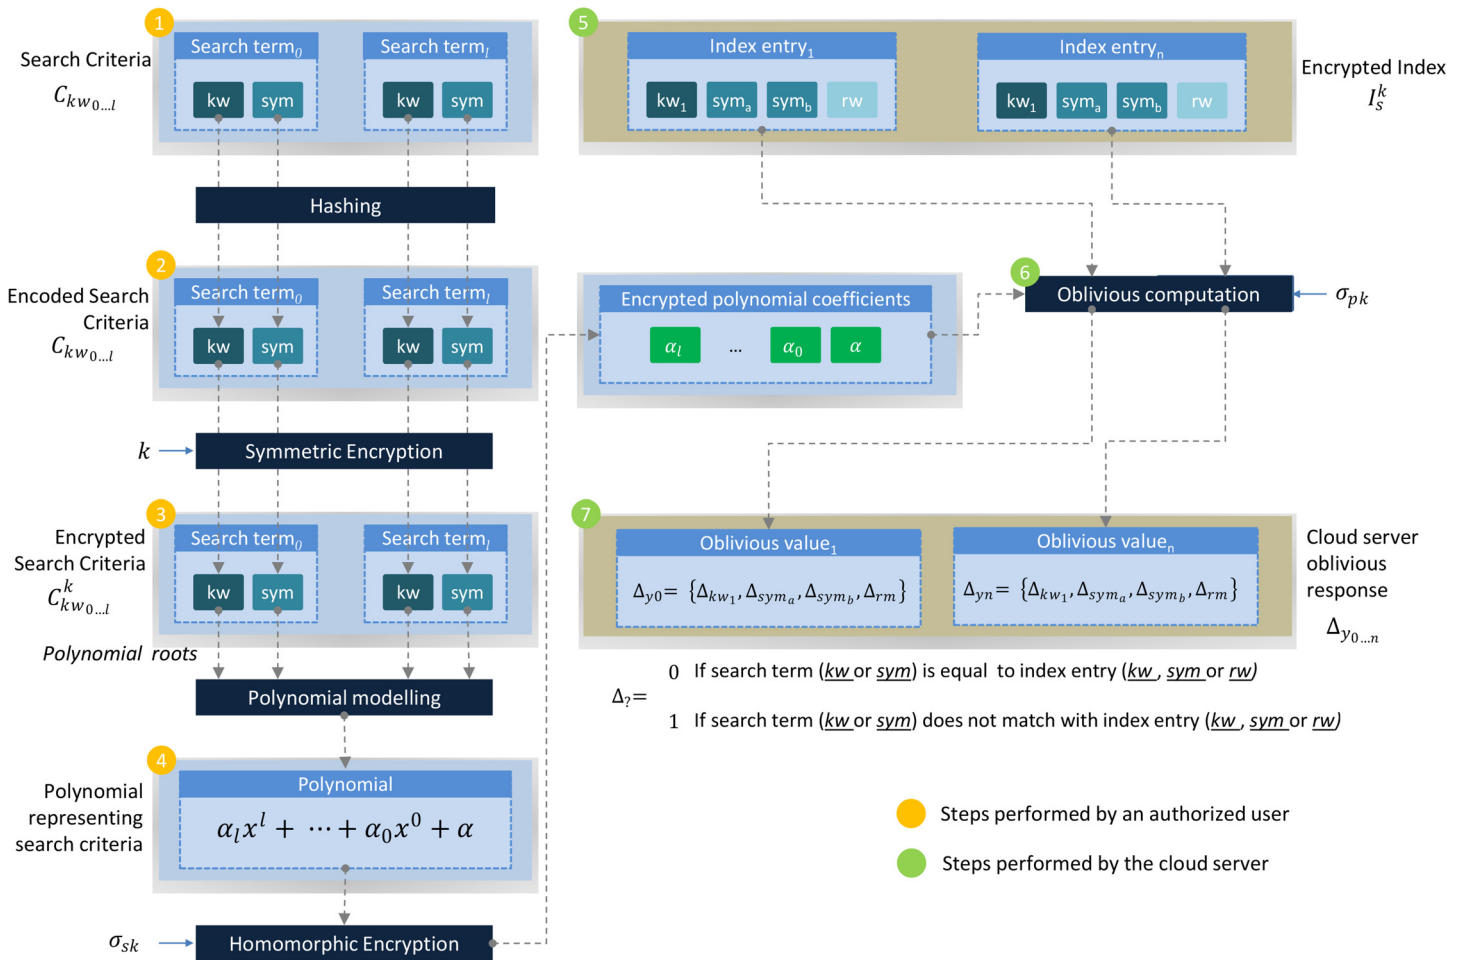 1
Search Criteria
C_{kw_{0…l}}
Search term_0
kw sym
Search term_l
kw sym
Hashing
2
Encoded Search
Criteria
C_{kw_{0…l}}
Search term_0
kw sym
Search term_l
kw sym
k
Symmetric Encryption
3
Encrypted
Search Criteria
C^k_{kw_{0…l}}
Search term_0
kw sym
Search term_l
kw sym
Polynomial roots
Polynomial modelling
4
Polynomial
representing
search criteria
Polynomial
α_l x^l + ⋯ + α_0 x^0 + α
σ_{sk}
Homomorphic Encryption
5
Index entry_1
kw_1 sym_a sym_b rw
Index entry_n
kw_1 sym_a sym_b rw
Encrypted Index
I_s^k
Encrypted polynomial coefficients
α_l ... α_0 α
6
Oblivious computation
σ_{pk}
7
Oblivious value_1
Δ_{y0}= {Δ_{kw_1}, Δ_{sym_a}, Δ_{sym_b}, Δ_{rm}}
Oblivious value_n
Δ_{yn}= {Δ_{kw_1}, Δ_{sym_a}, Δ_{sym_b}, Δ_{rm}}
Cloud server
oblivious
response
Δ_{y_{0…n}}
Δ_?=
0 If search term (kw or sym) is equal to index entry (kw , sym or rw)
1 If search term (kw or sym) does not match with index entry (kw , sym or rw)
Steps performed by an authorized user
Steps performed by the cloud server